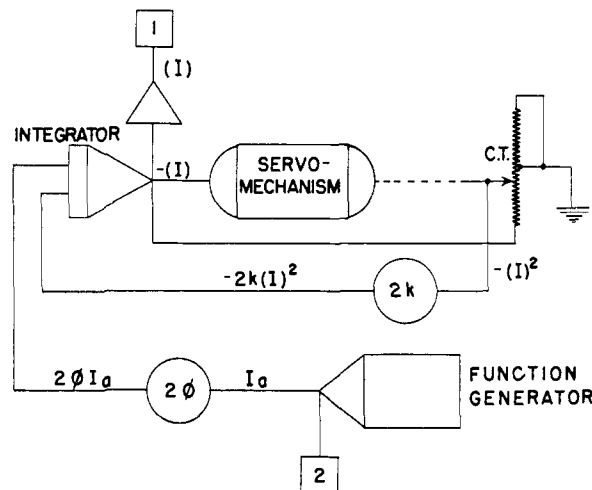 1
(I)
INTEGRATOR
-(I)
SERVO-
MECHANISM
C.T.
-2k(I)²
2k
-(I)²
2ØIa
2Ø
Ia
FUNCTION
GENERATOR
2